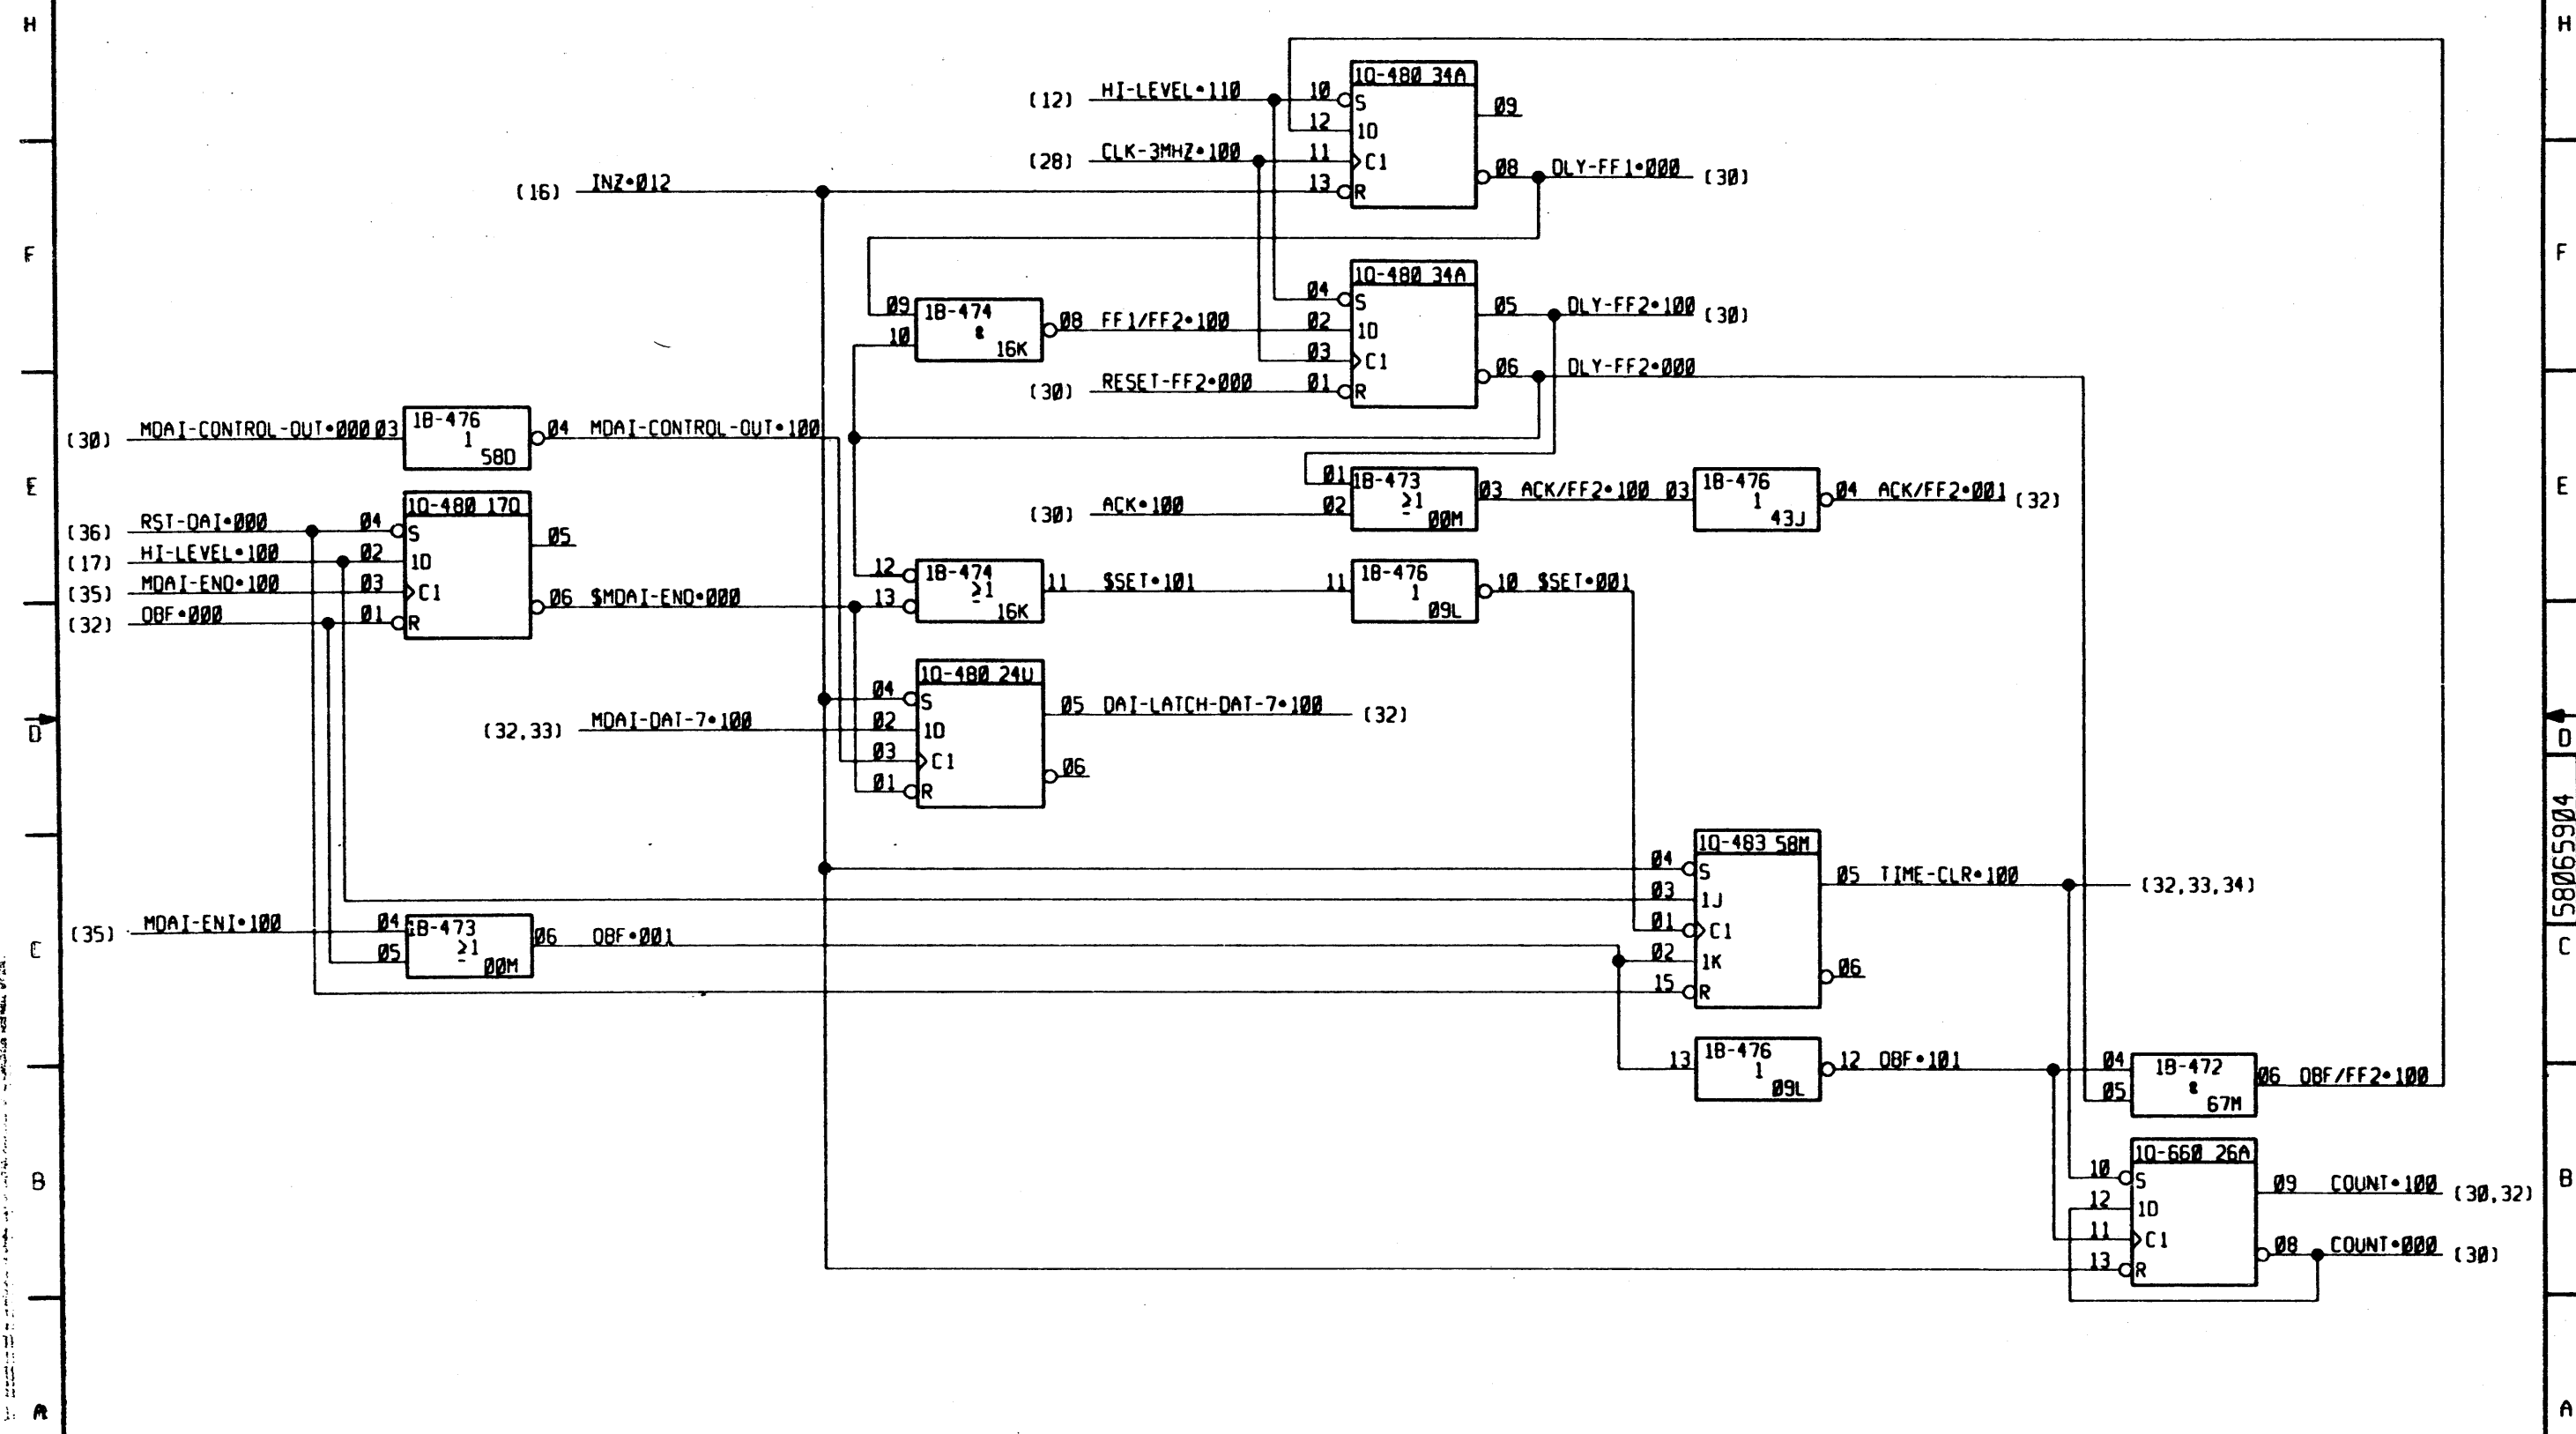 H
H
1Q-480 34A
(12) HI-LEVEL•110 10 S 09
12 1D
(28) CLK-3MHZ•100 11 C1
08 DLY-FF1•000 (30)
(16) INZ•012 13 R
F
F
1Q-480 34A
09 1B-474 & 16K 08 FF1/FF2•100 02 1D
10
04 S 05 DLY-FF2•100 (30)
03 C1
06 DLY-FF2•000
(30) RESET-FF2•000 01 R
(30) MDAI-CONTROL-OUT•000 03 1B-476 1 58D 04 MDAI-CONTROL-OUT•100
E
E
01 1B-473 ≥1 00M 03 ACK/FF2•100 03 1B-476 1 43J 04 ACK/FF2•001 (32)
(30) ACK•100 02
1Q-480 17Q
(36) RST-DAI•000 04 S 05
(17) HI-LEVEL•100 02 1D
(35) MDAI-ENO•100 03 C1
06 $MDAI-ENO•000
(32) OBF•000 01 R
12 1B-474 ≥1 16K 11 $SET•101 11 1B-476 1 09L 10 $SET•001
13
1Q-480 24U
04 S 05 DAI-LATCH-DAT-7•100 (32)
(32,33) MDAI-DAT-7•100 02 1D
03 C1 06
01 R
D
D
58065904
1Q-483 58M
04 S 05 TIME-CLR•100 (32,33,34)
03 1J
01 C1
02 1K 06
15 R
C
C
(35) MDAI-ENI•100 04 1B-473 ≥1 00M 06 OBF•001
05
13 1B-476 1 09L 12 OBF•101 04 1B-472 & 67M 06 OBF/FF2•100
05
B
B
1Q-660 26A
10 S 09 COUNT•100 (30,32)
12 1D
11 C1 08 COUNT•000 (30)
13 R
A
A